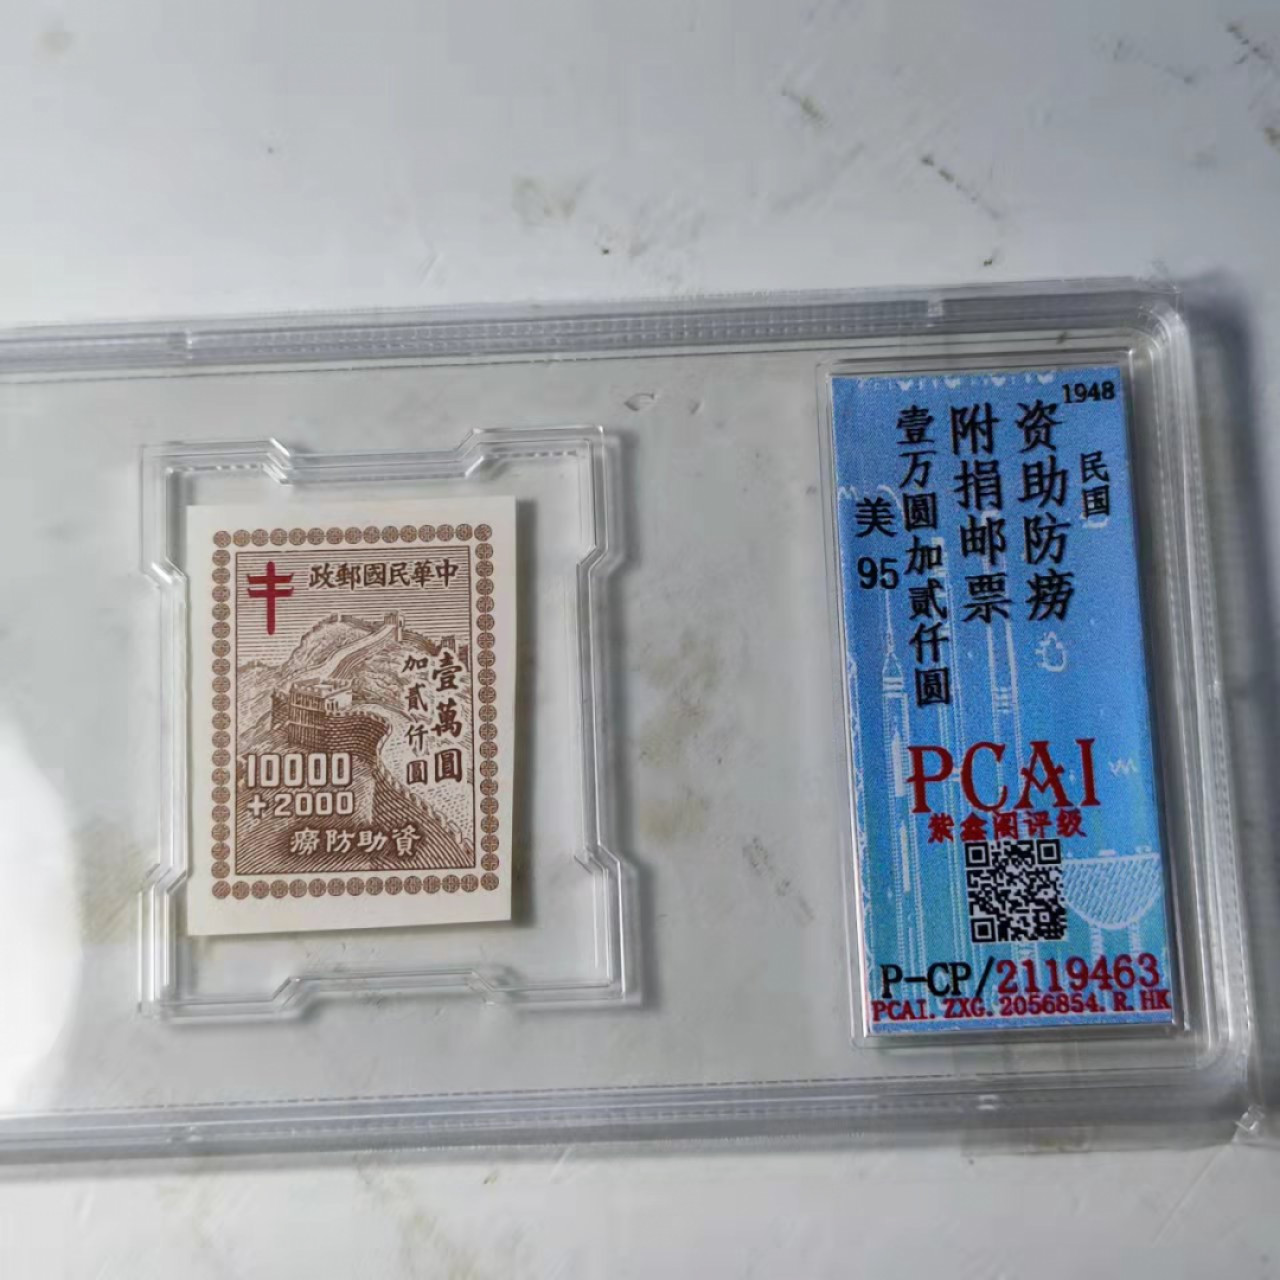 政郵國民華中
壹萬圓
加貳仟圓
10000
+2000
癆防助資
1948
民国
资助防痨
附捐邮票
壹万圆加贰仟圆
美
95
PCAI
紫鑫阁评级
P-CP/2119463
PCAI. ZXG. 2056854. R. HK